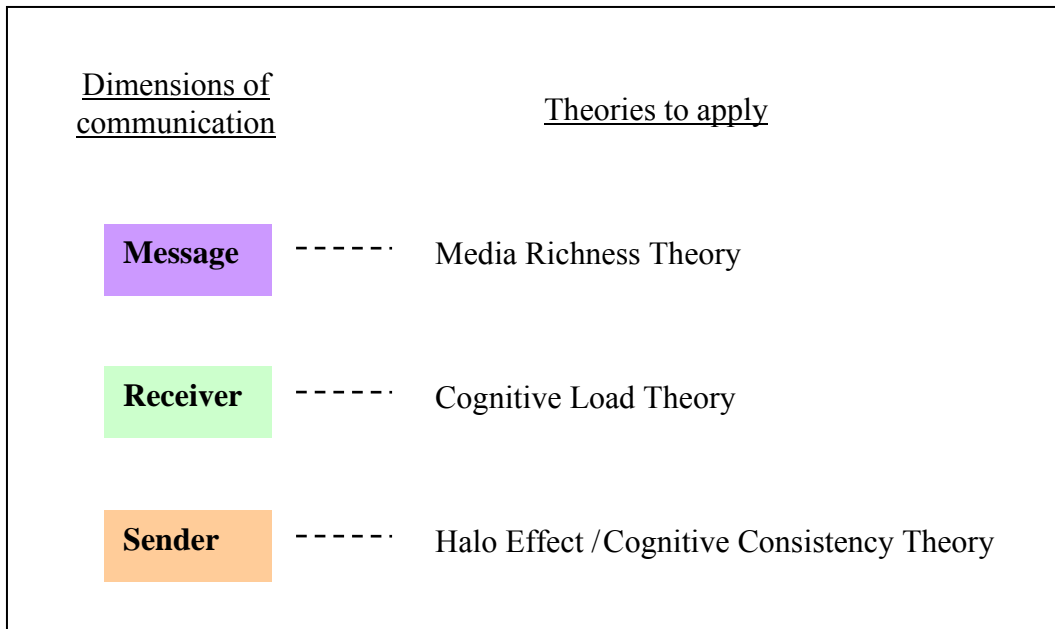 Dimensions of
communication
Theories to apply
Message
Media Richness Theory
Receiver
Cognitive Load Theory
Sender
Halo Effect /Cognitive Consistency Theory